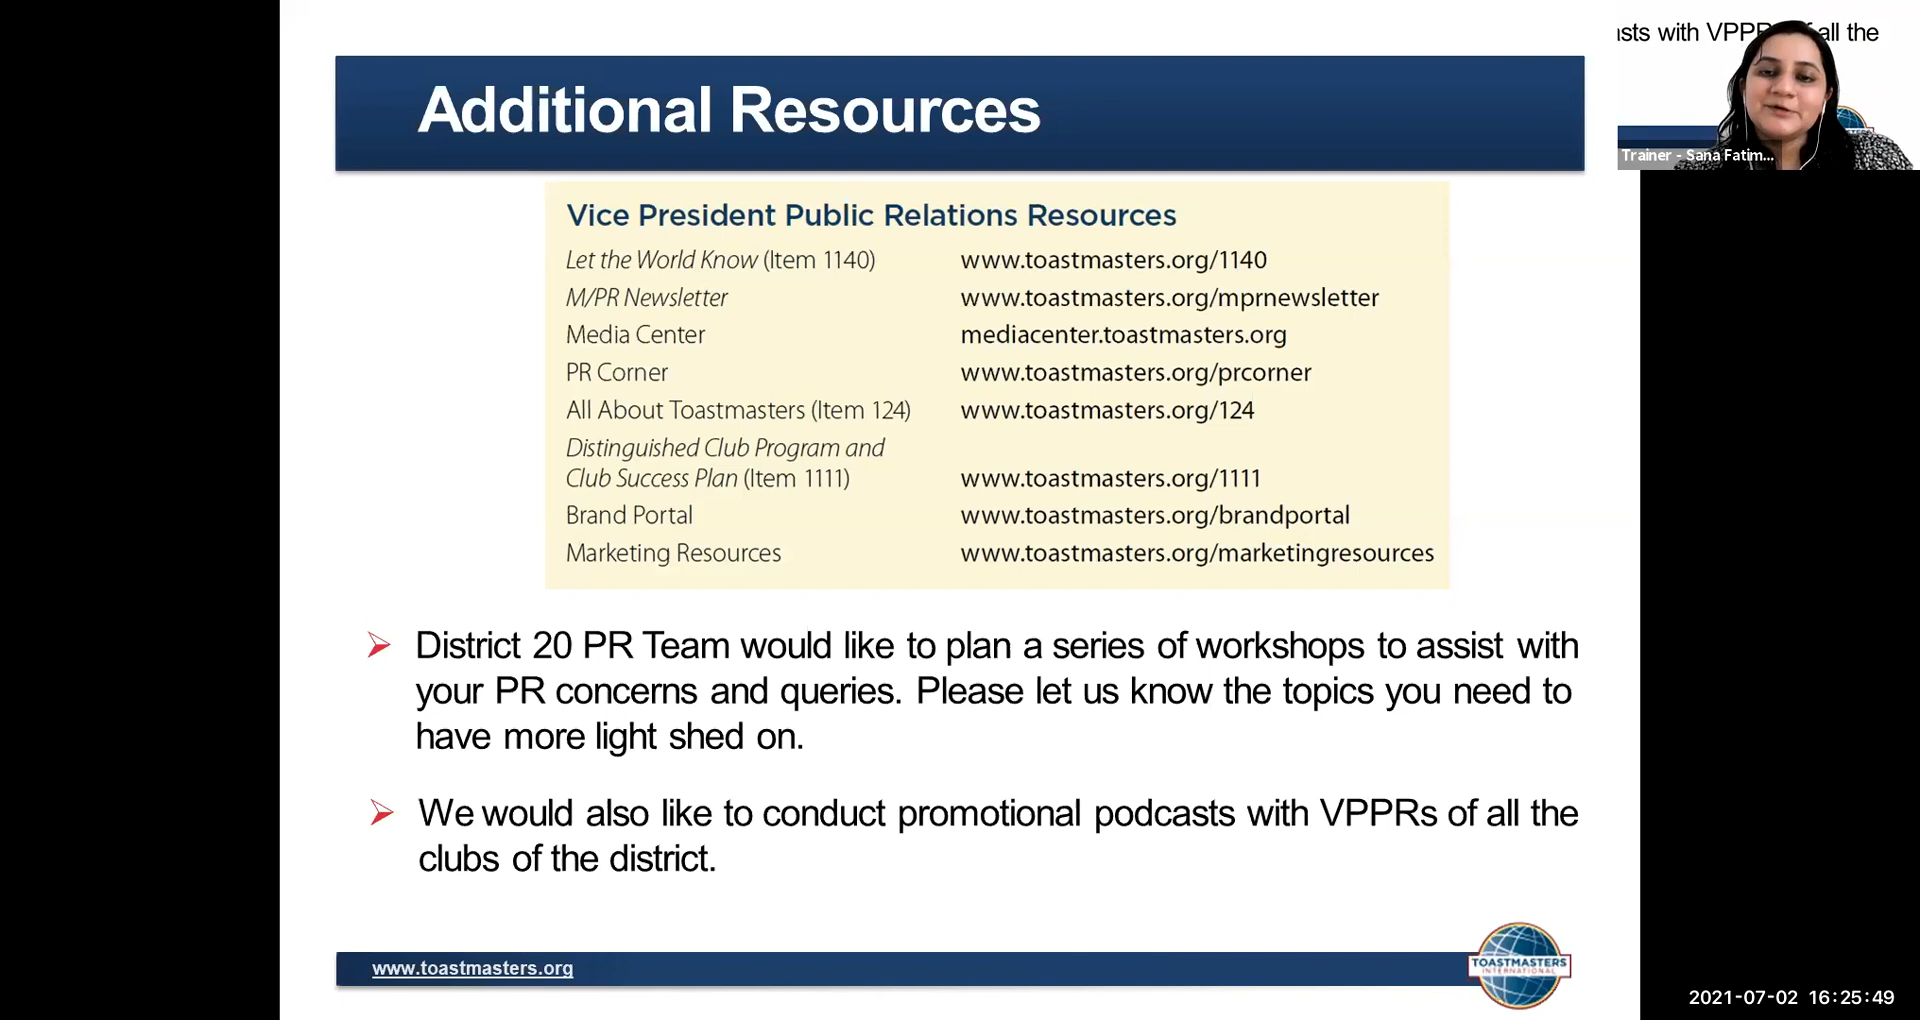 Additional Resources
Vice President Public Relations Resources
Let the World Know (Item 1140) www.toastmasters.org/1140
M/PR Newsletter www.toastmasters.org/mprnewsletter
Media Center mediacenter.toastmasters.org
PR Corner www.toastmasters.org/prcorner
All About Toastmasters (Item 124) www.toastmasters.org/124
Distinguished Club Program and
Club Success Plan (Item 1111) www.toastmasters.org/1111
Brand Portal www.toastmasters.org/brandportal
Marketing Resources www.toastmasters.org/marketingresources
District 20 PR Team would like to plan a series of workshops to assist with
your PR concerns and queries. Please let us know the topics you need to
have more light shed on.
We would also like to conduct promotional podcasts with VPPRs of all the
clubs of the district.
www.toastmasters.org
TOASTMASTERS
INTERNATIONAL
with all the
Trainer - Sana Fatim...
2021-07-02 16:25:49